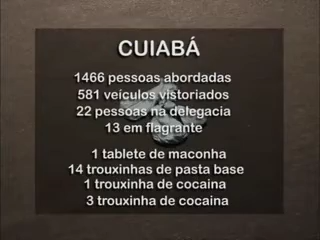 CUIABÁ
1466 pessoas abordadas
581 veículos vistoriados
22 pessoas na delegacia
13 em flagrante
1 tablete de maconha
14 trouxinhas de pasta base
1 trouxinha de cocaina
3 trouxinha de cocaina